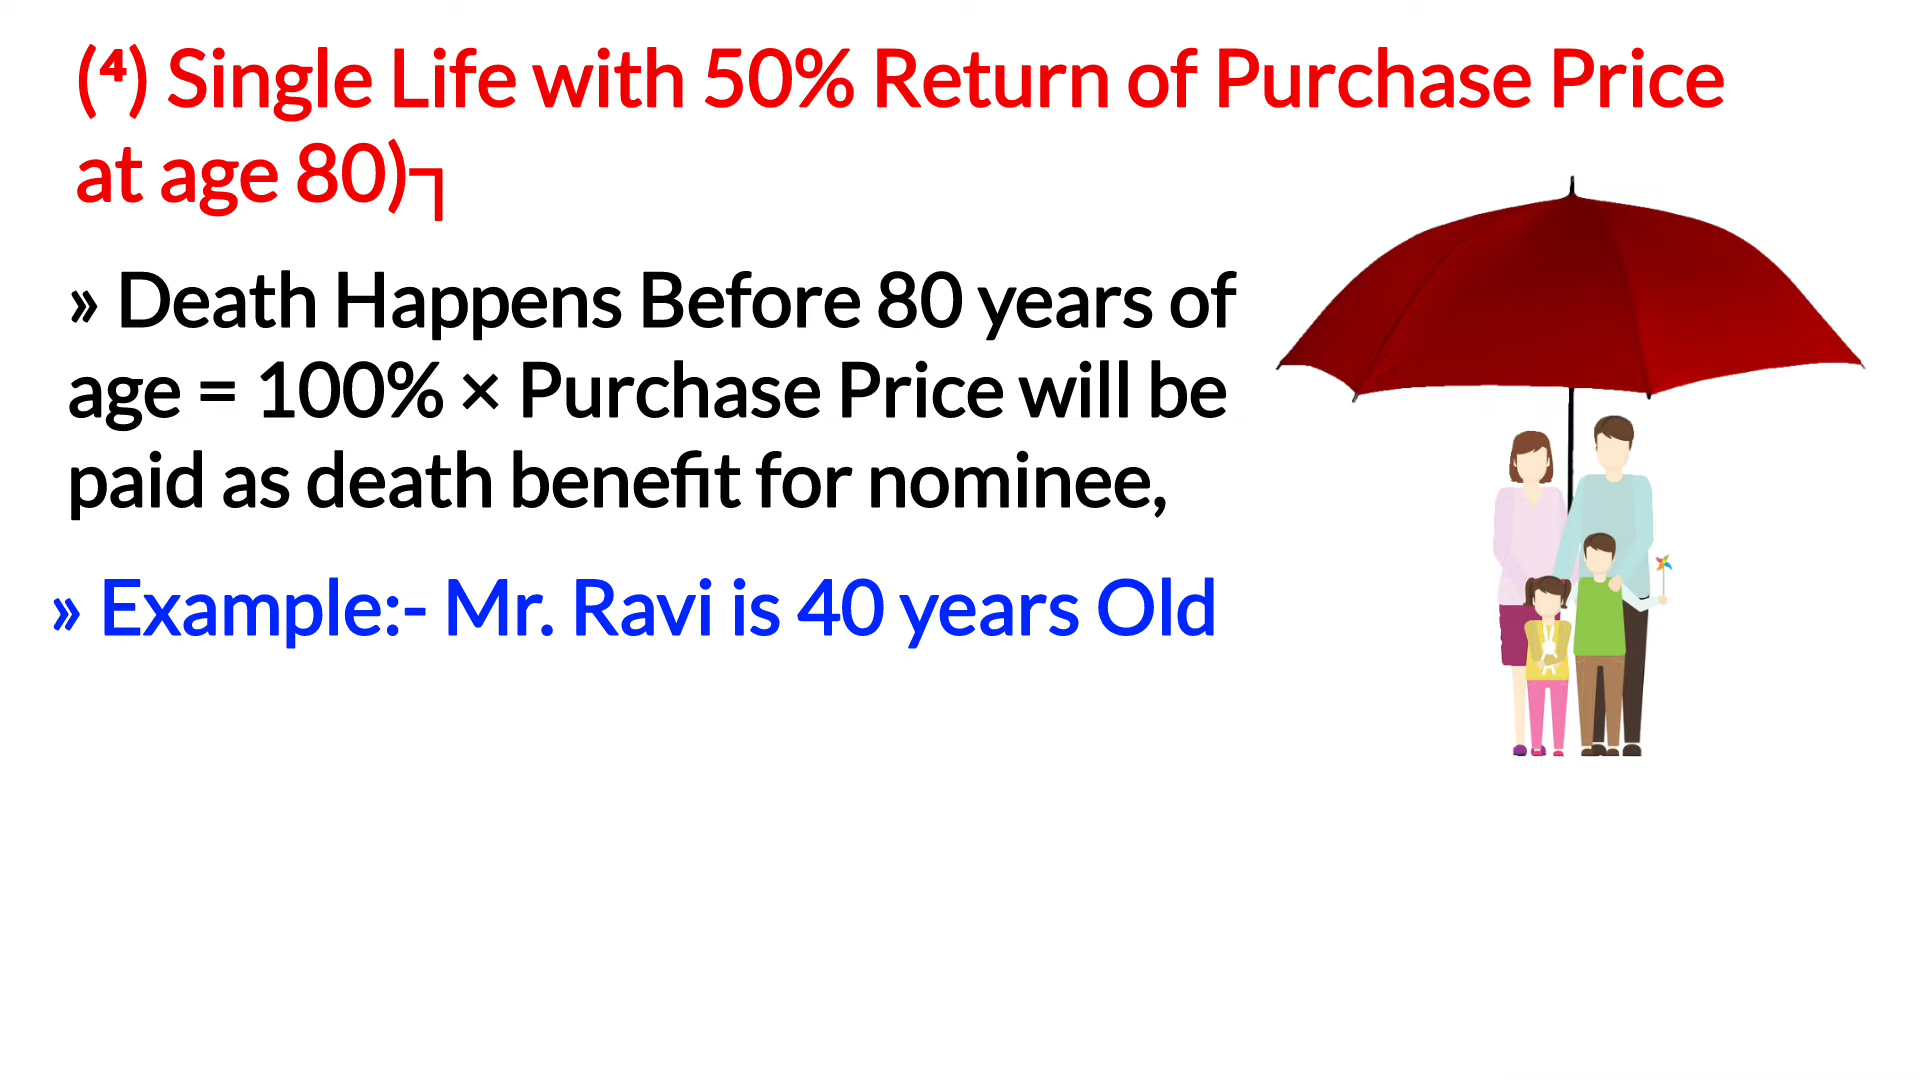 (⁴) Single Life with 50% Return of Purchase Price
at age 80)┐
» Death Happens Before 80 years of
age = 100% × Purchase Price will be
paid as death benefit for nominee,
» Example:- Mr. Ravi is 40 years Old